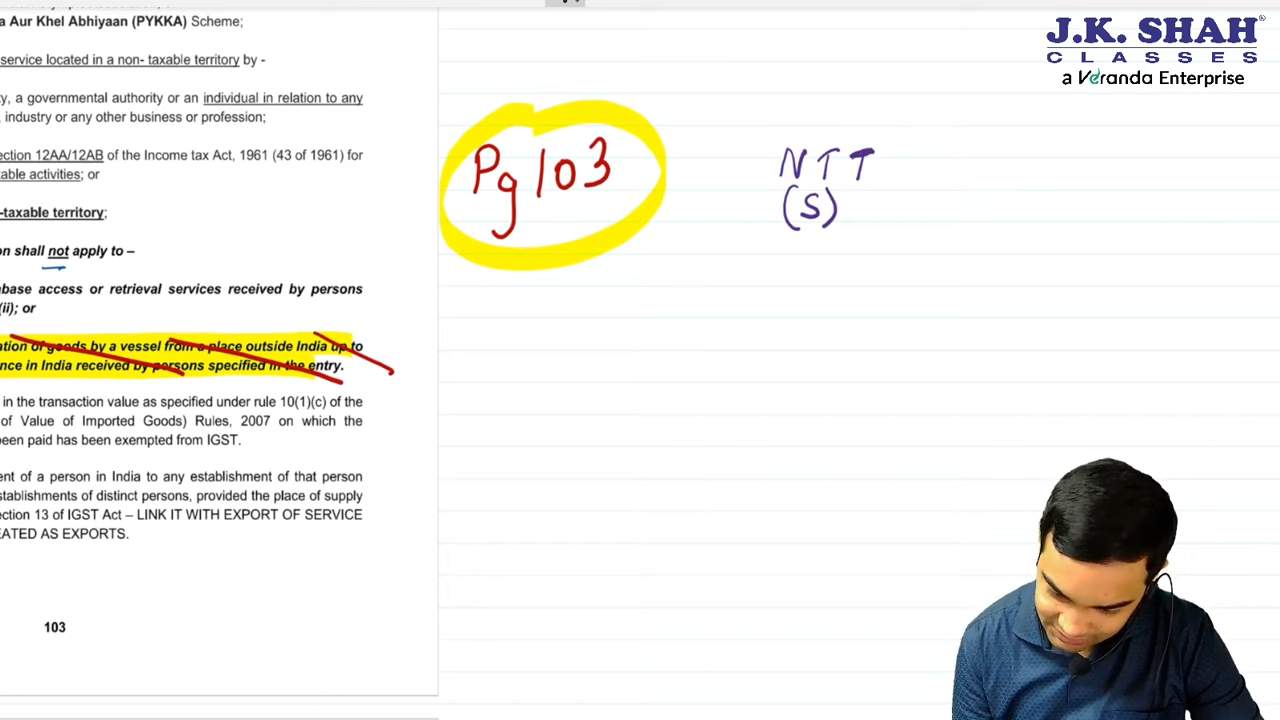 a Aur Khel Abhiyaan (PYKKA) Scheme;
service located in a non- taxable territory by -
y, a governmental authority or an individual in relation to any
, industry or any other business or profession;
ection 12AA/12AB of the Income tax Act, 1961 (43 of 1961) for
table activities; or
-taxable territory;
on shall not apply to –
abase access or retrieval services received by persons
(ii); or
ation of goods by a vessel from a place outside India up to
nce in India received by persons specified in the entry.
in the transaction value as specified under rule 10(1)(c) of the
of Value of Imported Goods) Rules, 2007 on which the
been paid has been exempted from IGST.
ent of a person in India to any establishment of that person
stablishments of distinct persons, provided the place of supply
ection 13 of IGST Act – LINK IT WITH EXPORT OF SERVICE
EATED AS EXPORTS.
103
Pg 103
NTT
(S)
J.K. SHAH®
CLASSES
a Veranda Enterprise